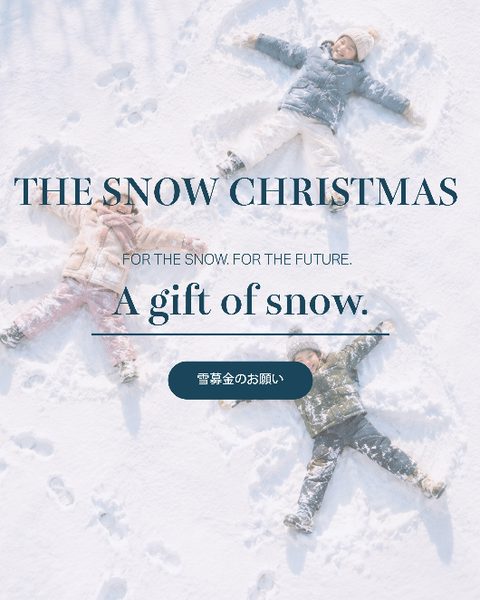 THE SNOW CHRISTMAS
FOR THE SNOW. FOR THE FUTURE.
A gift of snow.
雪募金のお願い